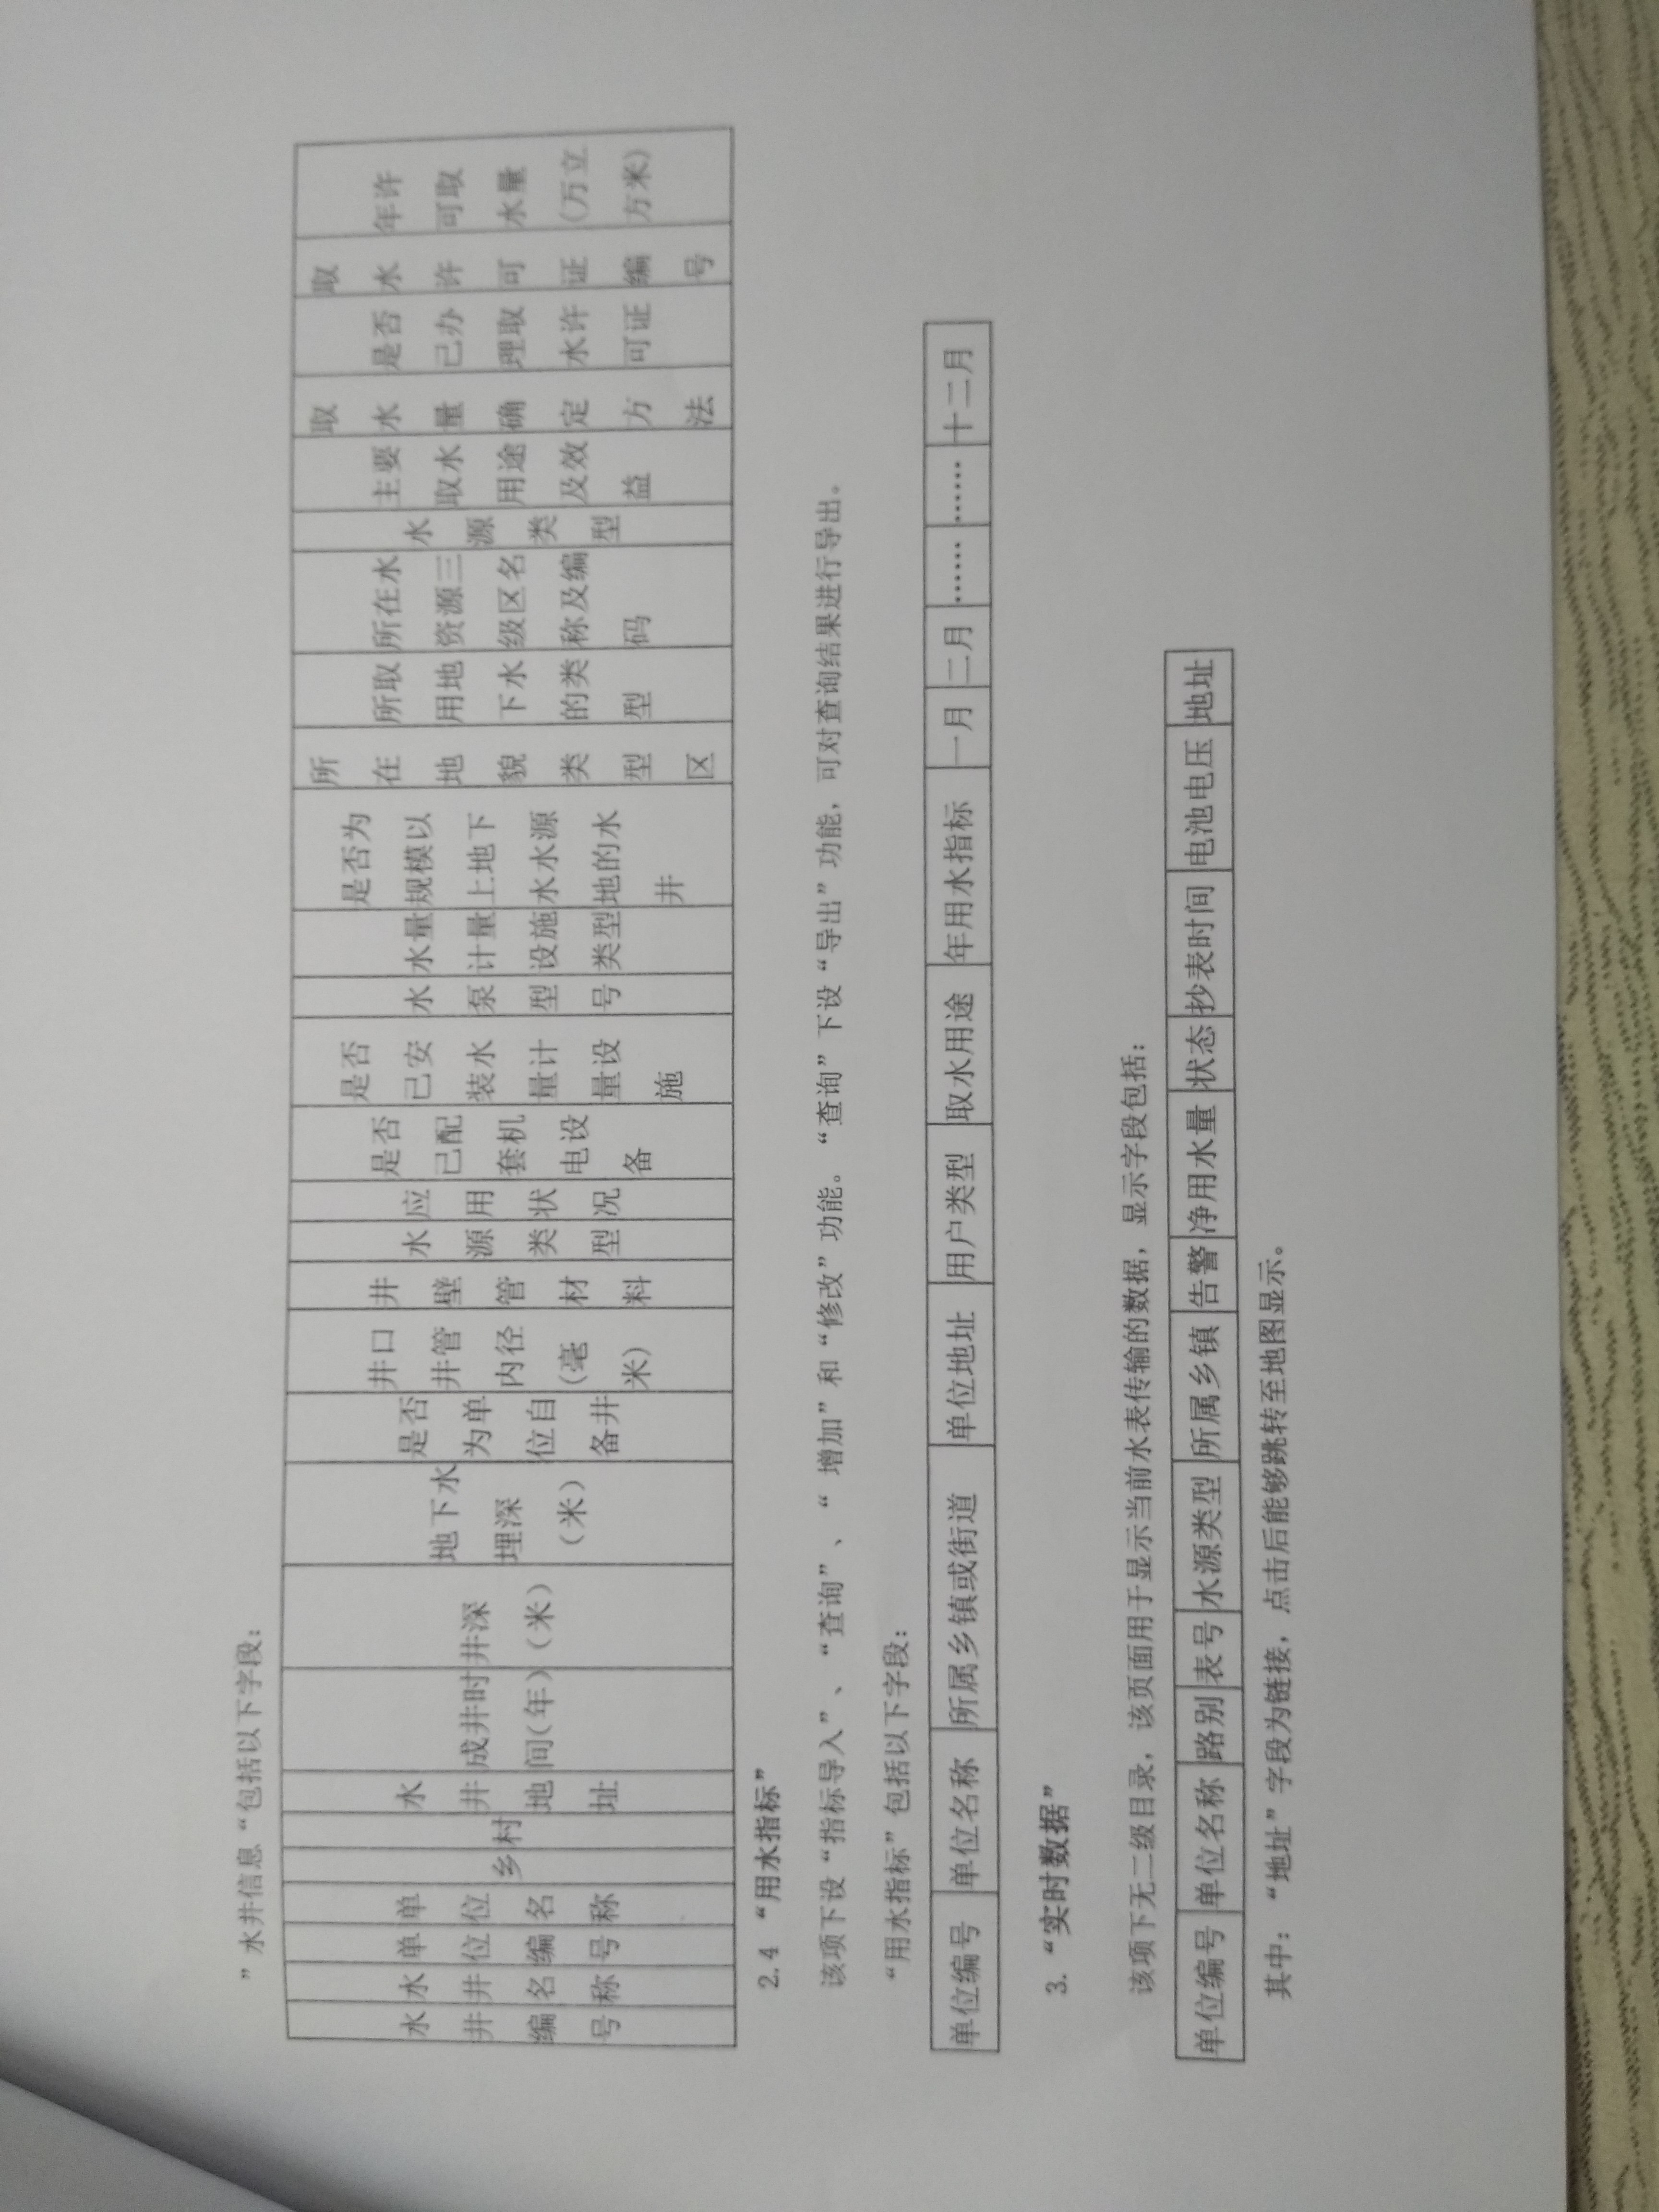 ”水井信息“包括以下字段：
水井编号 水井名称 单位编号 单位名称 乡 村 水井地址 成井时间(年) 井深（米） 地下水埋深（米） 是否为单位自备井 井口井管内径(毫米) 井壁管材料 水源类型 应用状况 是否已配套机电设备 是否已安装水量计量设施 水泵型号 水量计量设施类型 是否为规模以上地下水水源地的水井 所在地貌类型区 所取用地下水的类型 所在水资源三级区名称及编码 水源类型 主要取水用途及效益 取水量确定方法 是否已办理取水许可证 取水许可证编号 年许可取水量(万立方米)
2.4 “用水指标”
该项下设“指标导入”、“查询”、“ 增加”和“修改”功能。“查询”下设“导出”功能，可对查询结果进行导出。
“用水指标”包括以下字段：
单位编号 单位名称 所属乡镇或街道 单位地址 用户类型 取水用途 年用水指标 一月 二月 …… …… 十二月
3. “实时数据”
该项下无二级目录，该页面用于显示当前水表传输的数据，显示字段包括：
单位编号 单位名称 路别 表号 水源类型 所属乡镇 告警 净用水量 状态 抄表时间 电池电压 地址
其中：“地址”字段为链接，点击后能够跳转至地图显示。